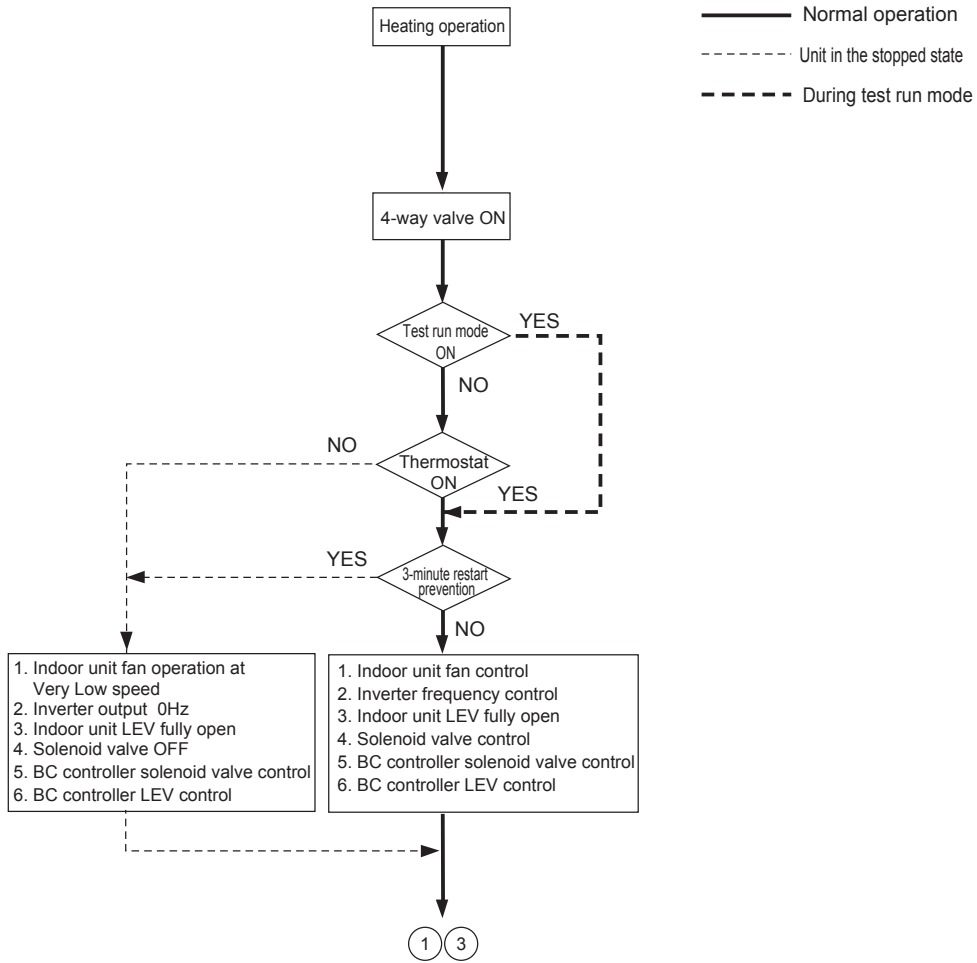 Heating operation
Normal operation
Unit in the stopped state
During test run mode
4-way valve ON
Test run mode
ON
YES
NO
NO
Thermostat
ON
YES
YES
3-minute restart
prevention
NO
1. Indoor unit fan operation at
Very Low speed
2. Inverter output 0Hz
3. Indoor unit LEV fully open
4. Solenoid valve OFF
5. BC controller solenoid valve control
6. BC controller LEV control
1. Indoor unit fan control
2. Inverter frequency control
3. Indoor unit LEV fully open
4. Solenoid valve control
5. BC controller solenoid valve control
6. BC controller LEV control
1 3